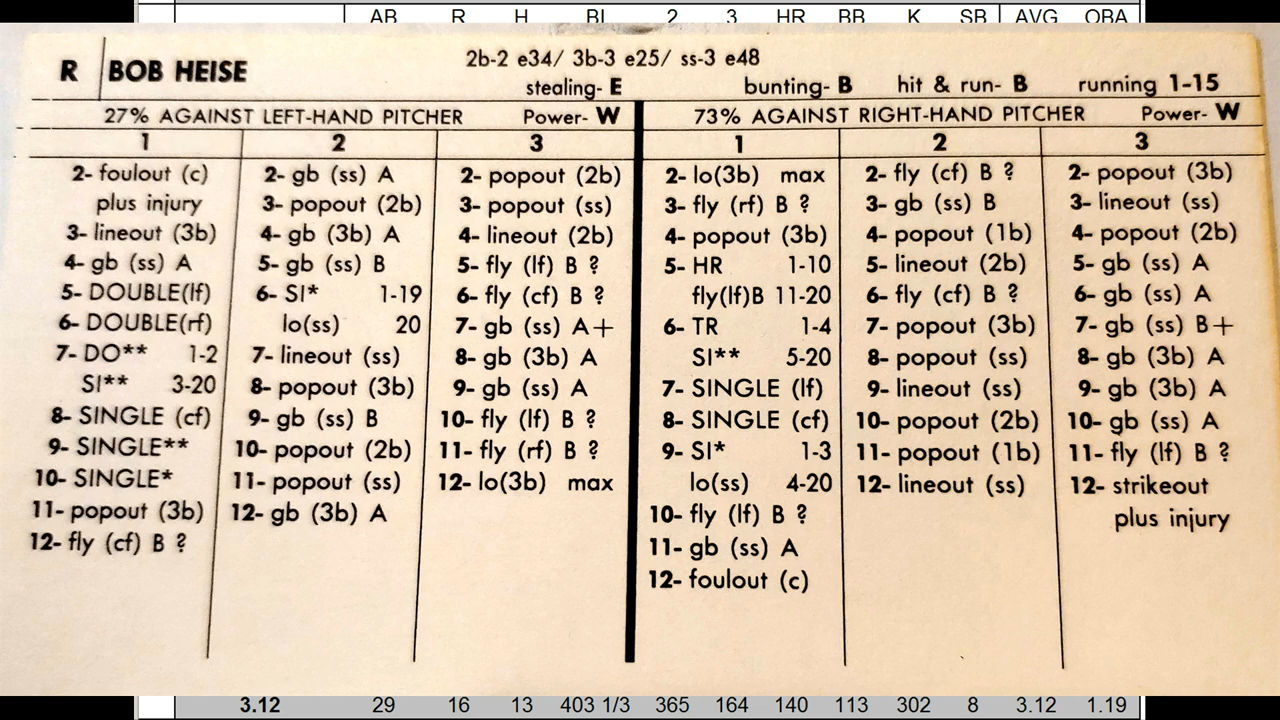 AB R H BI 2 3 HR BB K SB AVG OBA
R BOB HEISE
2b-2 e34/ 3b-3 e25/ ss-3 e48
stealing- E bunting- B hit & run- B running 1-15
27% AGAINST LEFT-HAND PITCHER Power- W
1 2 3
2- foulout (c)
plus injury
3- lineout (3b)
4- gb (ss) A
5- DOUBLE(lf)
6- DOUBLE(rf)
7- DO** 1-2
SI** 3-20
8- SINGLE (cf)
9- SINGLE**
10- SINGLE*
11- popout (3b)
12- fly (cf) B ?
2- gb (ss) A
3- popout (2b)
4- gb (3b) A
5- gb (ss) B
6- SI* 1-19
lo(ss) 20
7- lineout (ss)
8- popout (3b)
9- gb (ss) B
10- popout (2b)
11- popout (ss)
12- gb (3b) A
2- popout (2b)
3- popout (ss)
4- lineout (2b)
5- fly (lf) B ?
6- fly (cf) B ?
7- gb (ss) A+
8- gb (3b) A
9- gb (ss) A
10- fly (lf) B ?
11- fly (rf) B ?
12- lo(3b) max
73% AGAINST RIGHT-HAND PITCHER Power- W
1 2 3
2- lo(3b) max
3- fly (rf) B ?
4- popout (3b)
5- HR 1-10
fly(lf)B 11-20
6- TR 1-4
SI** 5-20
7- SINGLE (lf)
8- SINGLE (cf)
9- SI* 1-3
lo(ss) 4-20
10- fly (lf) B ?
11- gb (ss) A
12- foulout (c)
2- fly (cf) B ?
3- gb (ss) B
4- popout (1b)
5- lineout (2b)
6- fly (cf) B ?
7- popout (3b)
8- popout (ss)
9- lineout (ss)
10- popout (2b)
11- popout (1b)
12- lineout (ss)
2- popout (3b)
3- lineout (ss)
4- popout (2b)
5- gb (ss) A
6- gb (ss) A
7- gb (ss) B+
8- gb (3b) A
9- gb (3b) A
10- gb (ss) A
11- fly (lf) B ?
12- strikeout
plus injury
3.12 29 16 13 403 1/3 365 164 140 113 302 8 3.12 1.19